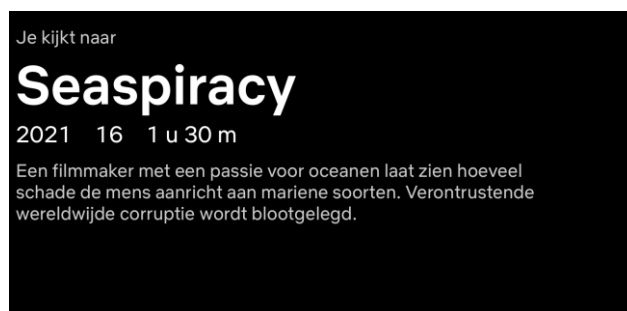 Je kijkt naar
Seaspiracy
2021 16 1 u 30 m
Een filmmaker met een passie voor oceanen laat zien hoeveel
schade de mens aanricht aan mariene soorten. Verontrustende
wereldwijde corruptie wordt blootgelegd.